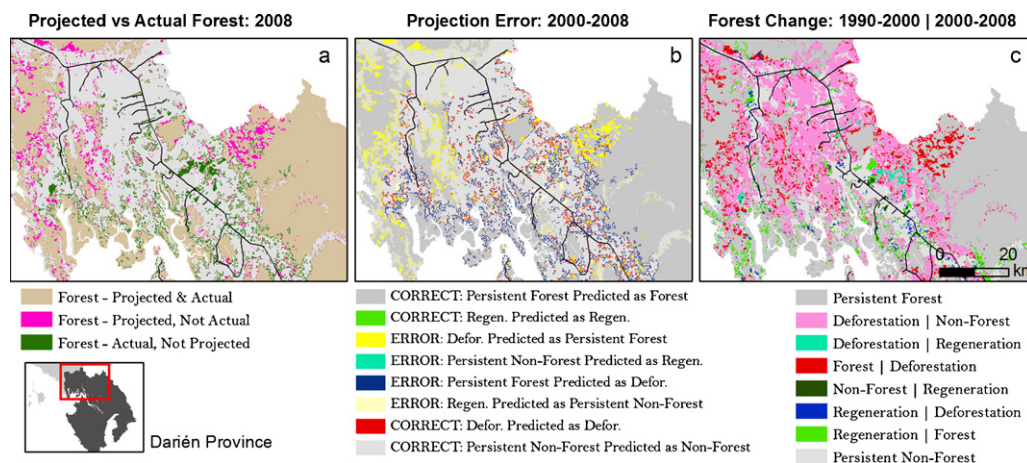 Projected vs Actual Forest: 2008
Projection Error: 2000-2008
Forest Change: 1990-2000 | 2000-2008
a
b
c
0 20
km
Forest - Projected & Actual
Forest - Projected, Not Actual
Forest - Actual, Not Projected
Darién Province
CORRECT: Persistent Forest Predicted as Forest
CORRECT: Regen. Predicted as Regen.
ERROR: Defor. Predicted as Persistent Forest
ERROR: Persistent Non-Forest Predicted as Regen.
ERROR: Persistent Forest Predicted as Defor.
ERROR: Regen. Predicted as Persistent Non-Forest
CORRECT: Defor. Predicted as Defor.
CORRECT: Persistent Non-Forest Predicted as Non-Forest
Persistent Forest
Deforestation | Non-Forest
Deforestation | Regeneration
Forest | Deforestation
Non-Forest | Regeneration
Regeneration | Deforestation
Regeneration | Forest
Persistent Non-Forest